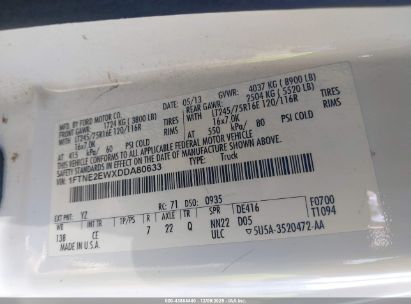 MFD. BY FORD MOTOR CO.
05/13 GVWR: 4037 KG (8900 LB)
FRONT GAWR: 1724 KG (3800 LB) REAR GAWR: 2504 KG (5520 LB)
LT245/75R16E 120/116R WITH LT245/75R16E 120/116R TIRES
16x7.0K RIMS 16x7.0K
AT 415 kPa/ 60 PSI COLD AT 550 kPa/ 80 PSI COLD
THIS VEHICLE CONFORMS TO ALL APPLICABLE FEDERAL MOTOR VEHICLE
SAFETY STANDARDS IN EFFECT ON THE DATE OF MANUFACTURE SHOWN ABOVE.
VIN: 1FTNE2EWXDDA80633
TYPE: Truck
EXT PNT: YZ RC: 71 DSO: 0935 F0700
WB INT TR TP/PS R AXLE TR SPR DE416 T1094
138 CE 7 22 Q NN22 D05
MADE IN U.S.A. ULC 5U5A-3520472-AA